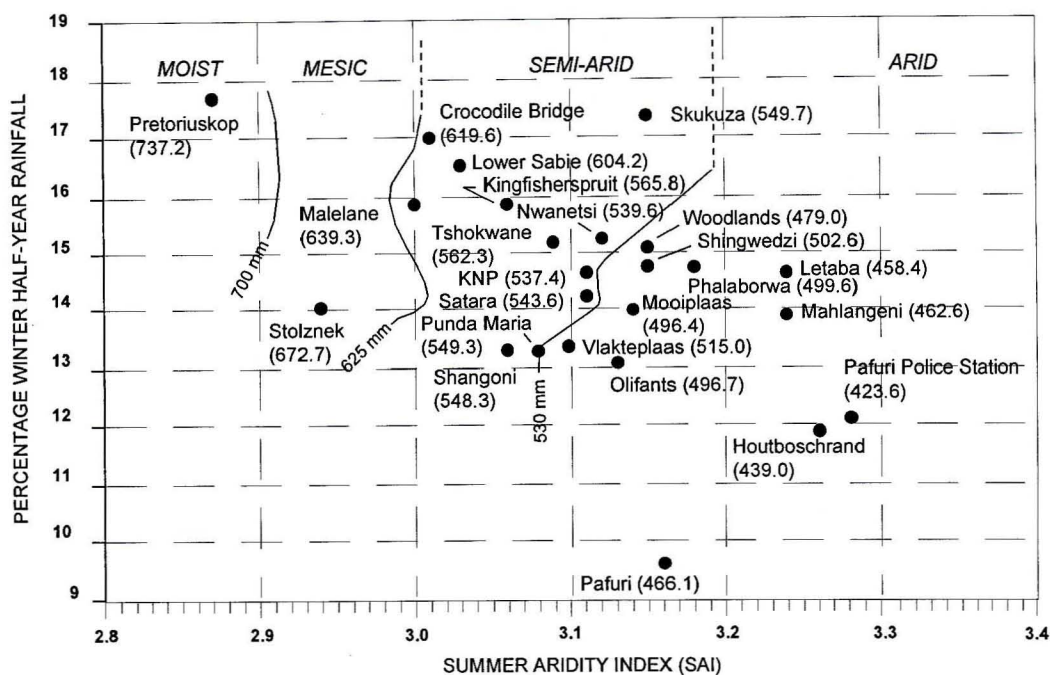 19
18
17
16
15
14
13
12
11
10
9
PERCENTAGE WINTER HALF-YEAR RAINFALL
MOIST
MESIC
SEMI-ARID
ARID
Pretoriuskop
(737.2)
Crocodile Bridge
(619.6)
Skukuza (549.7)
Lower Sabie (604.2)
Kingfisherspruit (565.8)
Malelane
(639.3)
Nwanetsi
(539.6)
Tshokwane
(562.3)
Woodlands (479.0)
Shingwedzi (502.6)
KNP (537.4)
Letaba (458.4)
Phalaborwa (499.6)
Satara (543.6)
Mooiplaas
(496.4)
Mahlangeni (462.6)
700 mm
Stolznek
(672.7)
625 mm
Punda Maria
(549.3)
Vlakteplaas (515.0)
Shangoni
(548.3)
530 mm
Olifants (496.7)
Pafuri Police Station
(423.6)
Houtboschrand
(439.0)
Pafuri (466.1)
2.8
2.9
3.0
3.1
3.2
3.3
3.4
SUMMER ARIDITY INDEX (SAI)